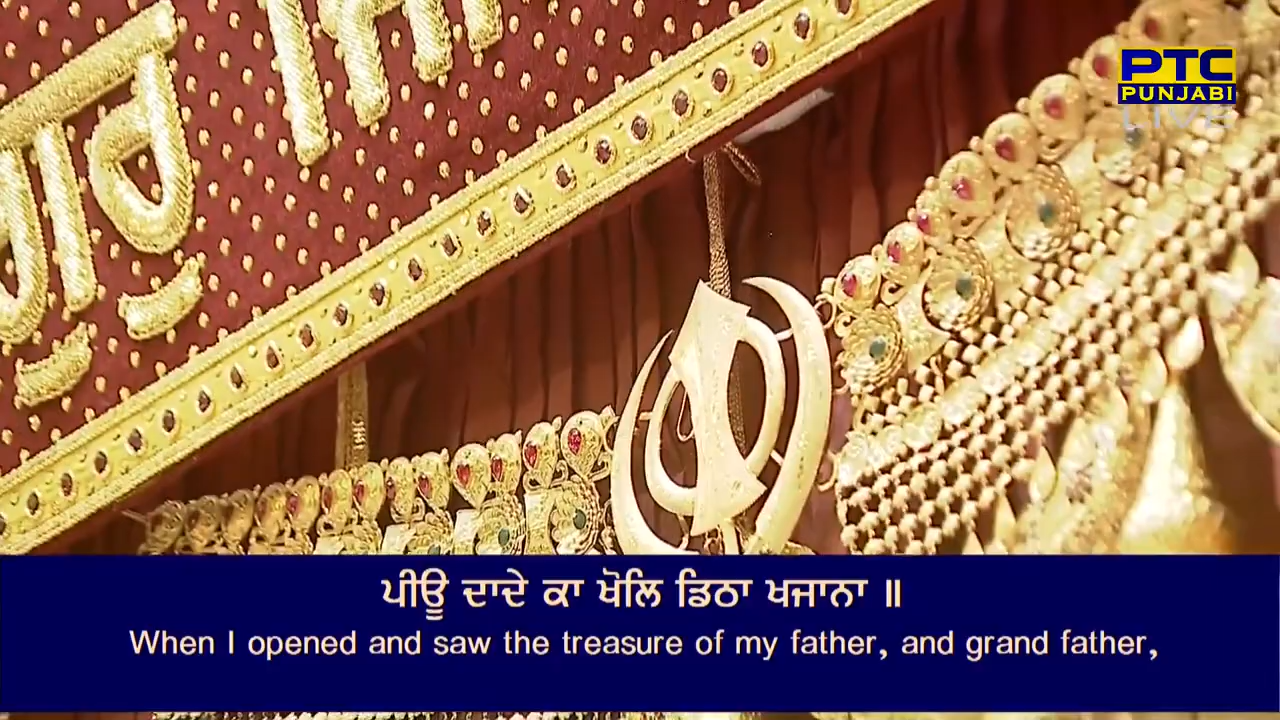 PTC
PUNJABI
LIVE
ਪੀਊ ਦਾਦੇ ਕਾ ਖੋਲਿ ਡਿਠਾ ਖਜਾਨਾ ॥
When I opened and saw the treasure of my father, and grand father,